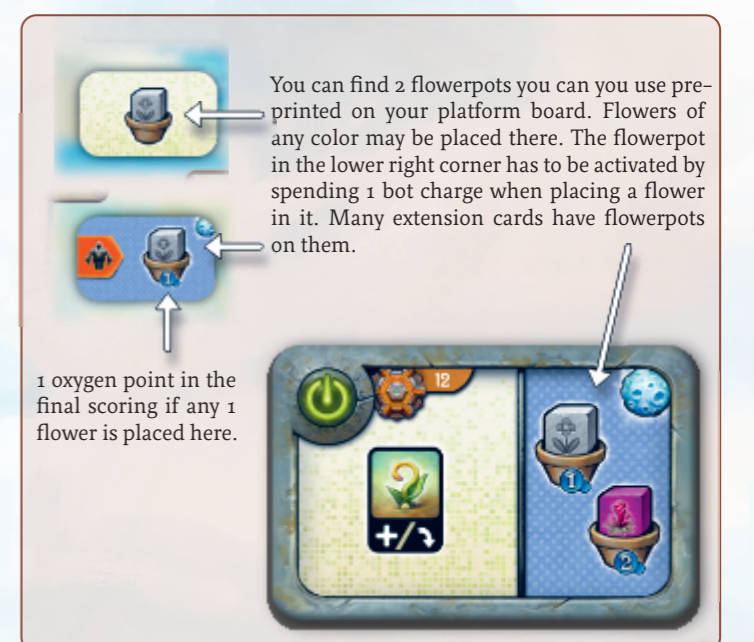 You can find 2 flowerpots you can you use pre-
printed on your platform board. Flowers of
any color may be placed there. The flowerpot
in the lower right corner has to be activated by
spending 1 bot charge when placing a flower
in it. Many extension cards have flowerpots
on them.
1
1 oxygen point in the
final scoring if any 1
flower is placed here.
12
1
2
+/